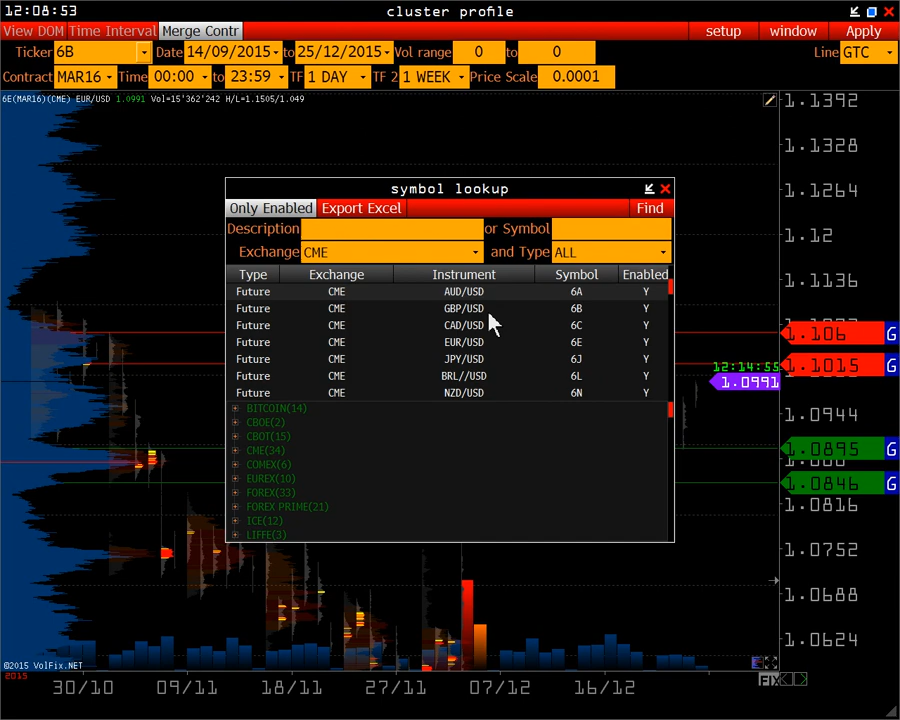 12:08:53 cluster profile
View DOM Time Interval Merge Contr setup window Apply
Ticker 6B Date 14/09/2015 to 25/12/2015 Vol range 0 to 0 Line GTC
Contract MAR16 Time 00:00 to 23:59 TF 1 DAY TF 2 1 WEEK Price Scale 0.0001
6E(MAR16)(CME) EUR/USD 1.0991 Vol=15'362'242 H/L=1.1505/1.049
1.1392
1.1328
1.1264
1.12
1.1136
symbol lookup
Only Enabled Export Excel Find
Description or Symbol
Exchange CME and Type ALL
Type Exchange Instrument Symbol Enabled
Future CME AUD/USD 6A Y
Future CME GBP/USD 6B Y
Future CME CAD/USD 6C Y
Future CME EUR/USD 6E Y
Future CME JPY/USD 6J Y
Future CME BRL//USD 6L Y
Future CME NZD/USD 6N Y
BITCOIN(14)
CBOE(2)
CBOT(15)
CME(34)
COMEX(6)
EUREX(10)
FOREX(33)
FOREX PRIME(21)
ICE(12)
LIFFE(3)
1.106 G
1.1015 G
12:14:55
1.0991
1.0944
1.0895 G
1.0846 G
1.0816
1.0752
1.0688
1.0624
©2015 VolFix.NET
2015
FIX
30/10 09/11 18/11 27/11 07/12 16/12